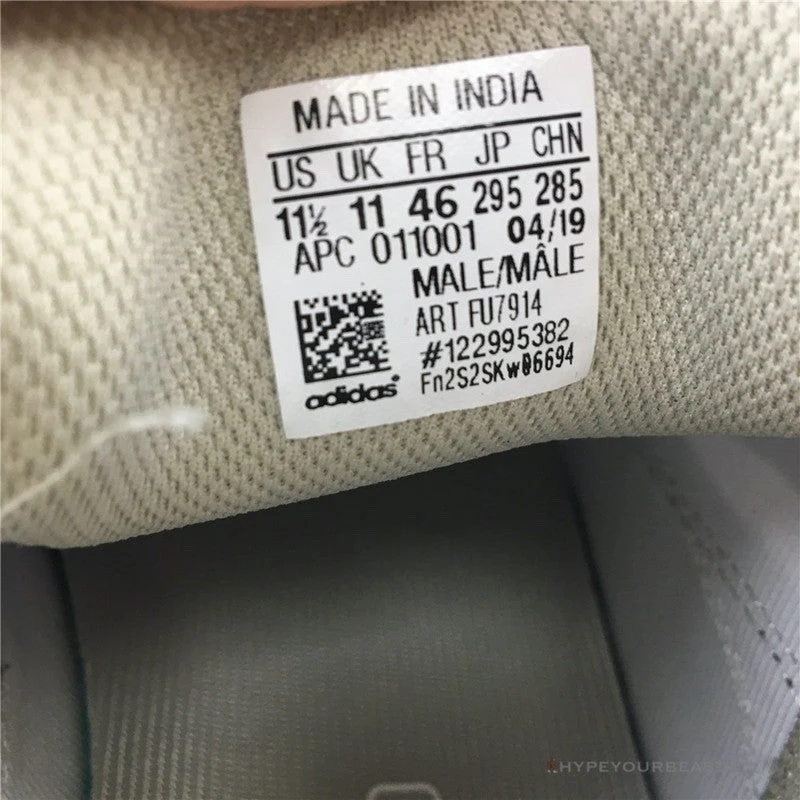 MADE IN INDIA
US UK FR JP CHN
11½ 11 46 295 285
APC 011001 04/19
MALE/MÂLE
ART FU7914
#122995382
Fn2S2SKw06694
adidas
HYPEYOURBEAST